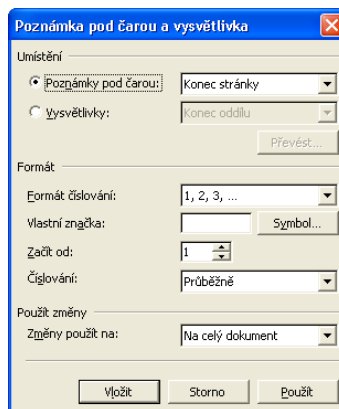 Poznámka pod čarou a vysvětlivka
Umístění
Poznámky pod čarou: Konec stránky
Vysvětlivky: Konec oddílu
Převést...
Formát
Formát číslování: 1, 2, 3, ...
Vlastní značka: Symbol...
Začít od: 1
Číslování: Průběžně
Použít změny
Změny použít na: Na celý dokument
Vložit Storno Použít